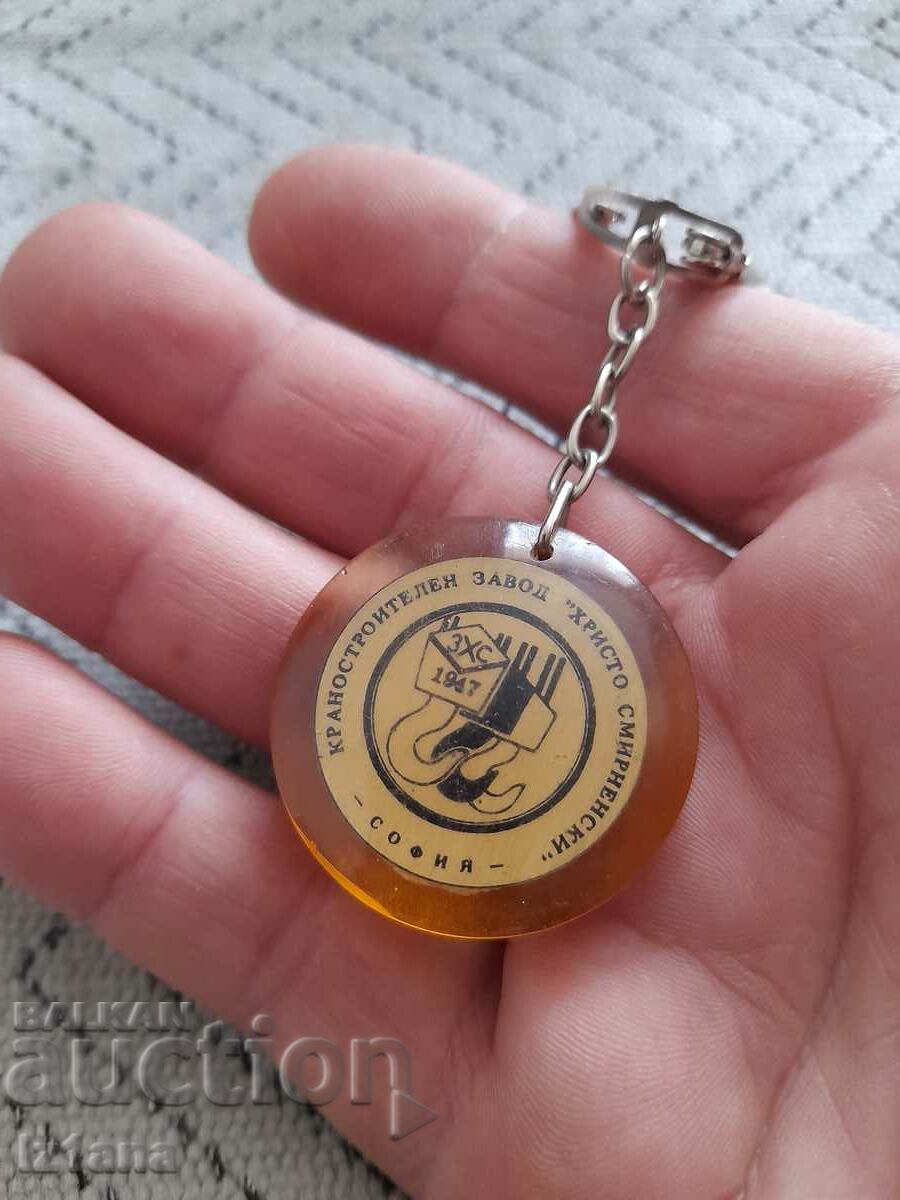 КРАНОСТРОИТЕЛЕН ЗАВОД "ХРИСТО СМИРНЕНСКИ"
ЗХС
1947
- СОФИЯ -
BALKAN
auction
iz1ana